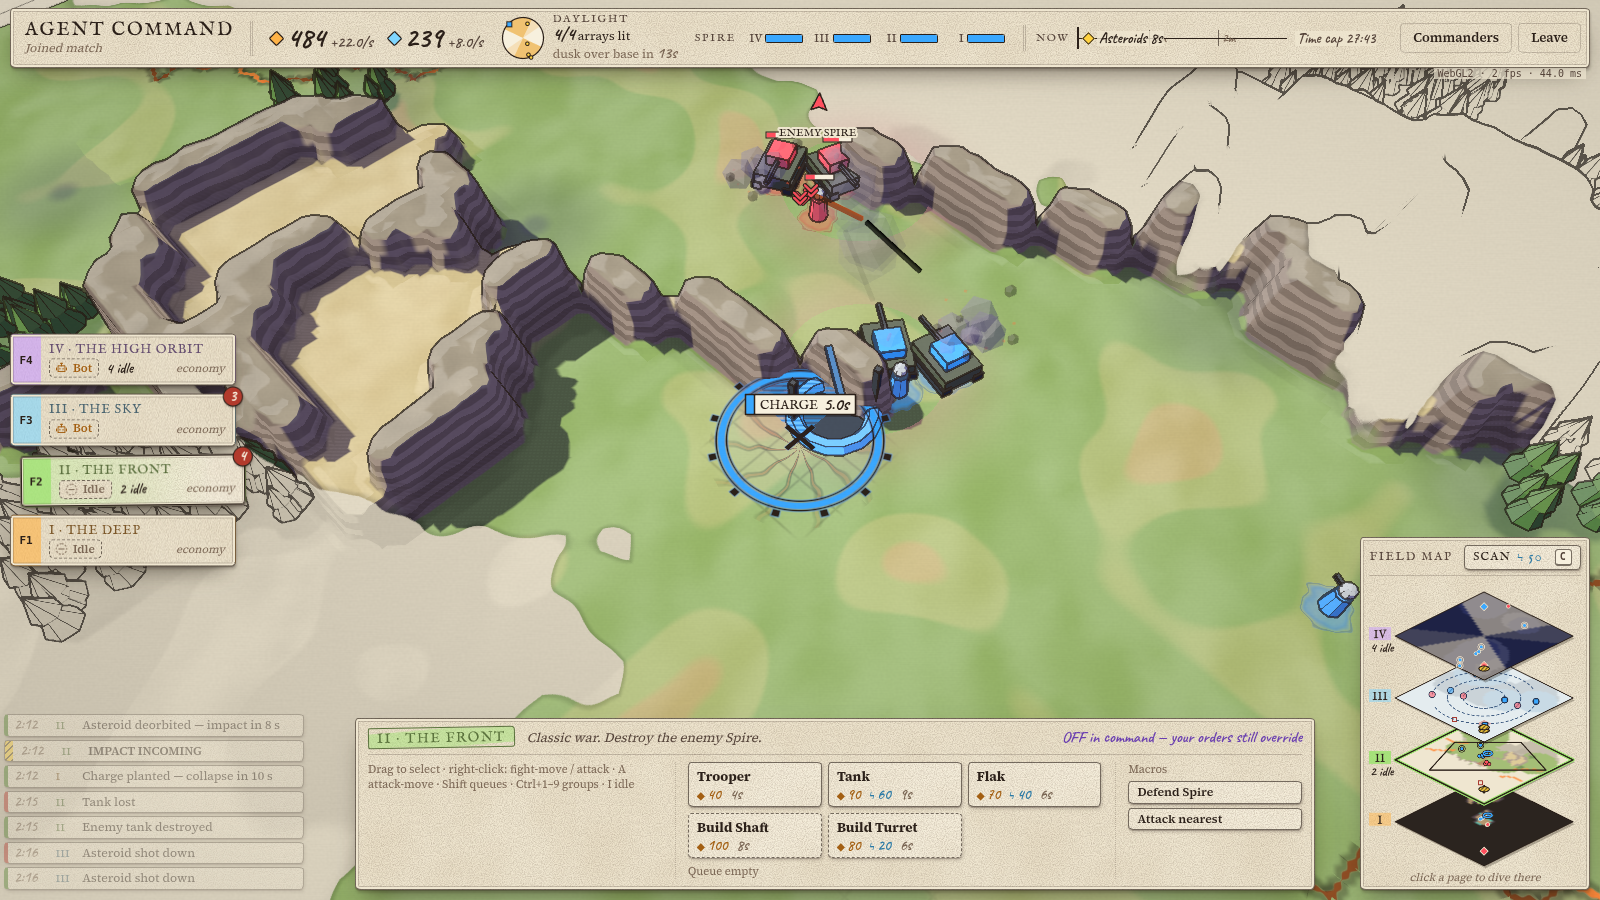 AGENT COMMAND
Joined match
484 +22.0/s
239 +8.0/s
DAYLIGHT
4/4 arrays lit
dusk over base in 13s
SPIRE IV III II I
NOW Asteroids 8s 2m Time cap 27:43
Commanders
Leave
WebGL2 · 2 fps · 44.0 ms
ENEMY SPIRE
CHARGE 5.0s
F4 IV · THE HIGH ORBIT
Bot 4 idle economy
3
F3 III · THE SKY
Bot economy
4
F2 II · THE FRONT
Idle 2 idle economy
F1 I · THE DEEP
Idle economy
2:12 II Asteroid deorbited — impact in 8 s
2:12 II IMPACT INCOMING
2:12 I Charge planted — collapse in 10 s
2:15 II Tank lost
2:15 II Enemy tank destroyed
2:16 III Asteroid shot down
2:16 III Asteroid shot down
II · THE FRONT Classic war. Destroy the enemy Spire.
OFF in command — your orders still override
Drag to select · right-click: fight-move / attack · A
attack-move · Shift queues · Ctrl+1–9 groups · I idle
Trooper
40 4s
Tank
90 60 9s
Flak
70 40 6s
Build Shaft
100 8s
Build Turret
80 20 6s
Queue empty
Macros
Defend Spire
Attack nearest
FIELD MAP
SCAN 50 C
IV
4 idle
III
II
2 idle
I
click a page to dive there